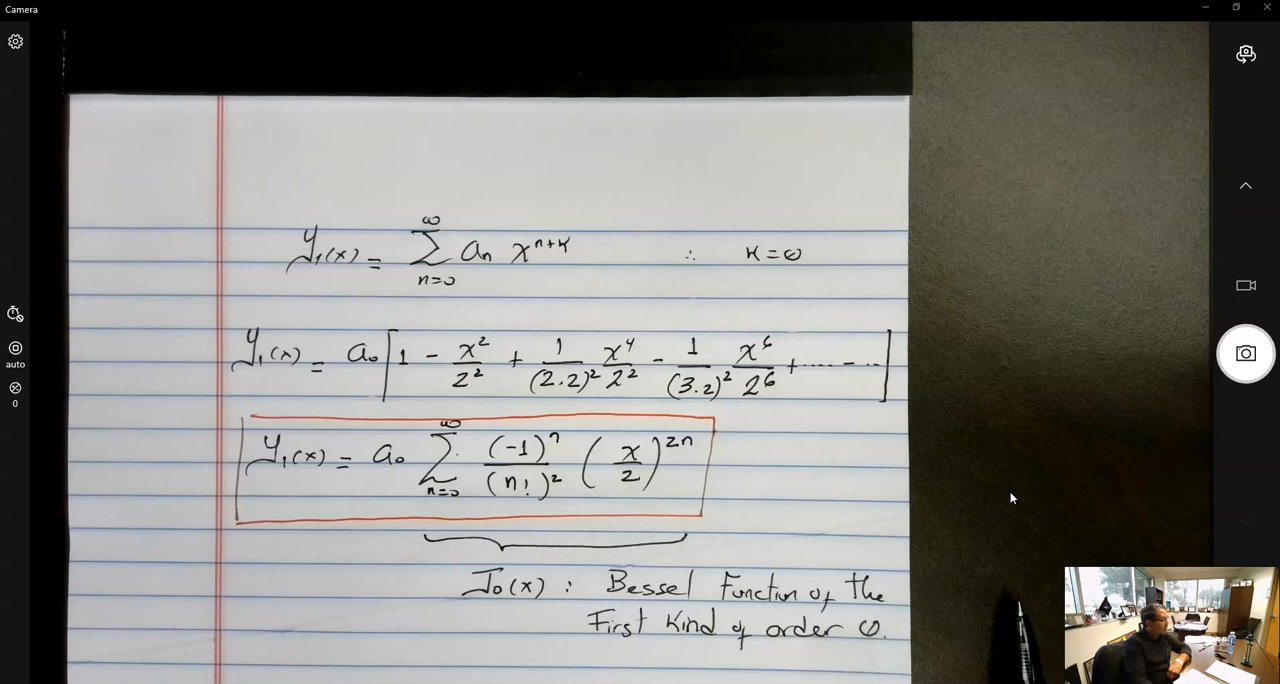 Camera
y₁(x) = ∞ Σ n=0 aₙ x^(n+k) ∴ k = 0
y₁(x) = a₀ [1 − x²/2² + 1/(2·2)² x⁴/2² − 1/(3·2)² x⁶/2⁶ + ..... − ..]
y₁(x) = a₀ ∞ Σ n=0 (−1)ⁿ/(n!)² (x/2)²ⁿ
J₀(x) : Bessel Function of the
First Kind of order 0.
auto
0